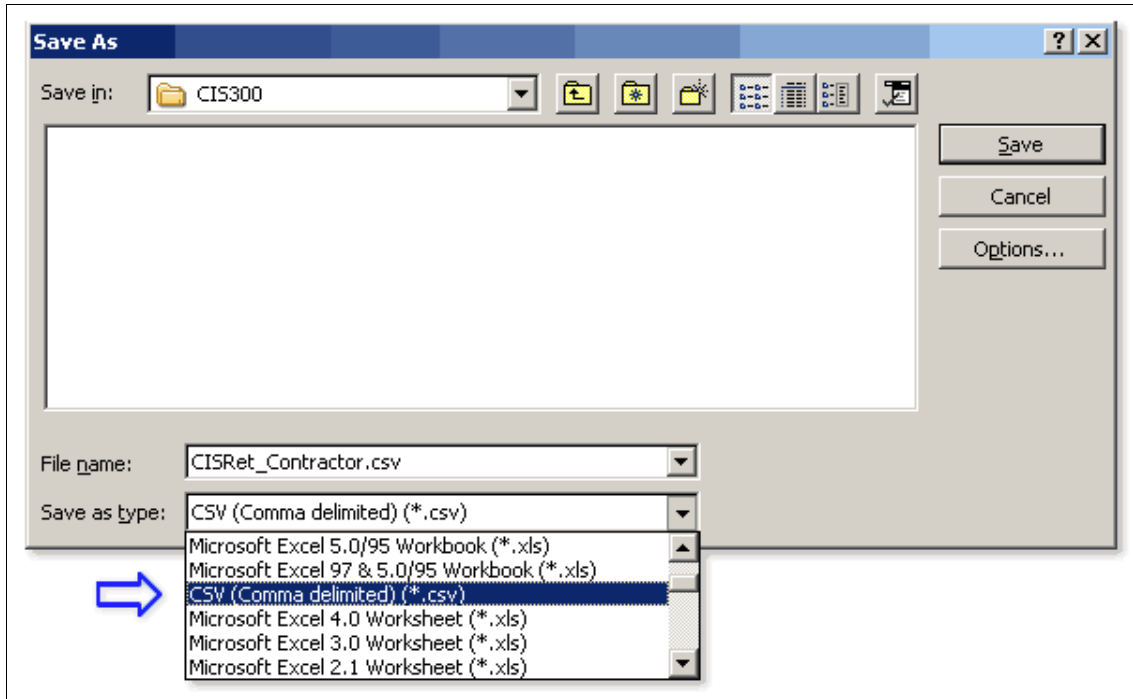 Save As
Save in: CIS300
Save
Cancel
Options...
File name: CISRet_Contractor.csv
Save as type: CSV (Comma delimited) (*.csv)
Microsoft Excel 5.0/95 Workbook (*.xls)
Microsoft Excel 97 & 5.0/95 Workbook (*.xls)
CSV (Comma delimited) (*.csv)
Microsoft Excel 4.0 Worksheet (*.xls)
Microsoft Excel 3.0 Worksheet (*.xls)
Microsoft Excel 2.1 Worksheet (*.xls)